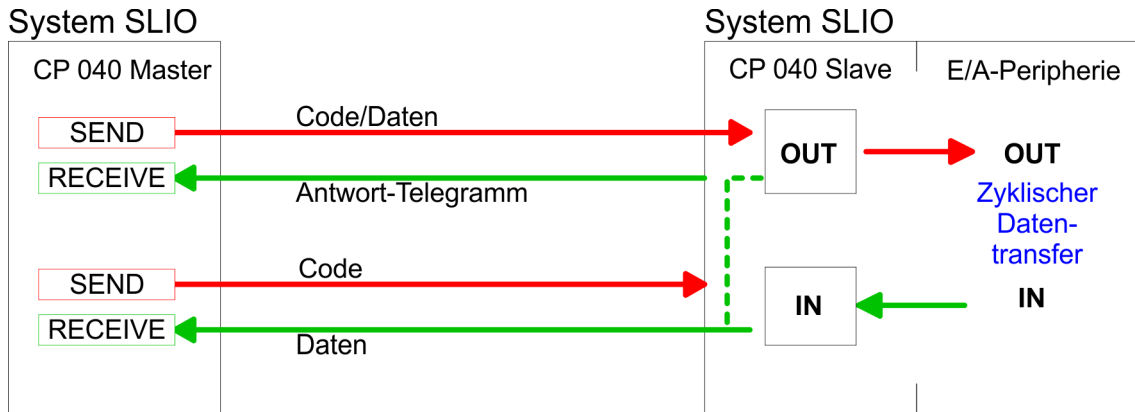 System SLIO
System SLIO
CP 040 Master
CP 040 Slave
E/A-Peripherie
SEND
Code/Daten
OUT
OUT
RECEIVE
Antwort-Telegramm
Zyklischer
Daten-
transfer
SEND
Code
IN
IN
RECEIVE
Daten